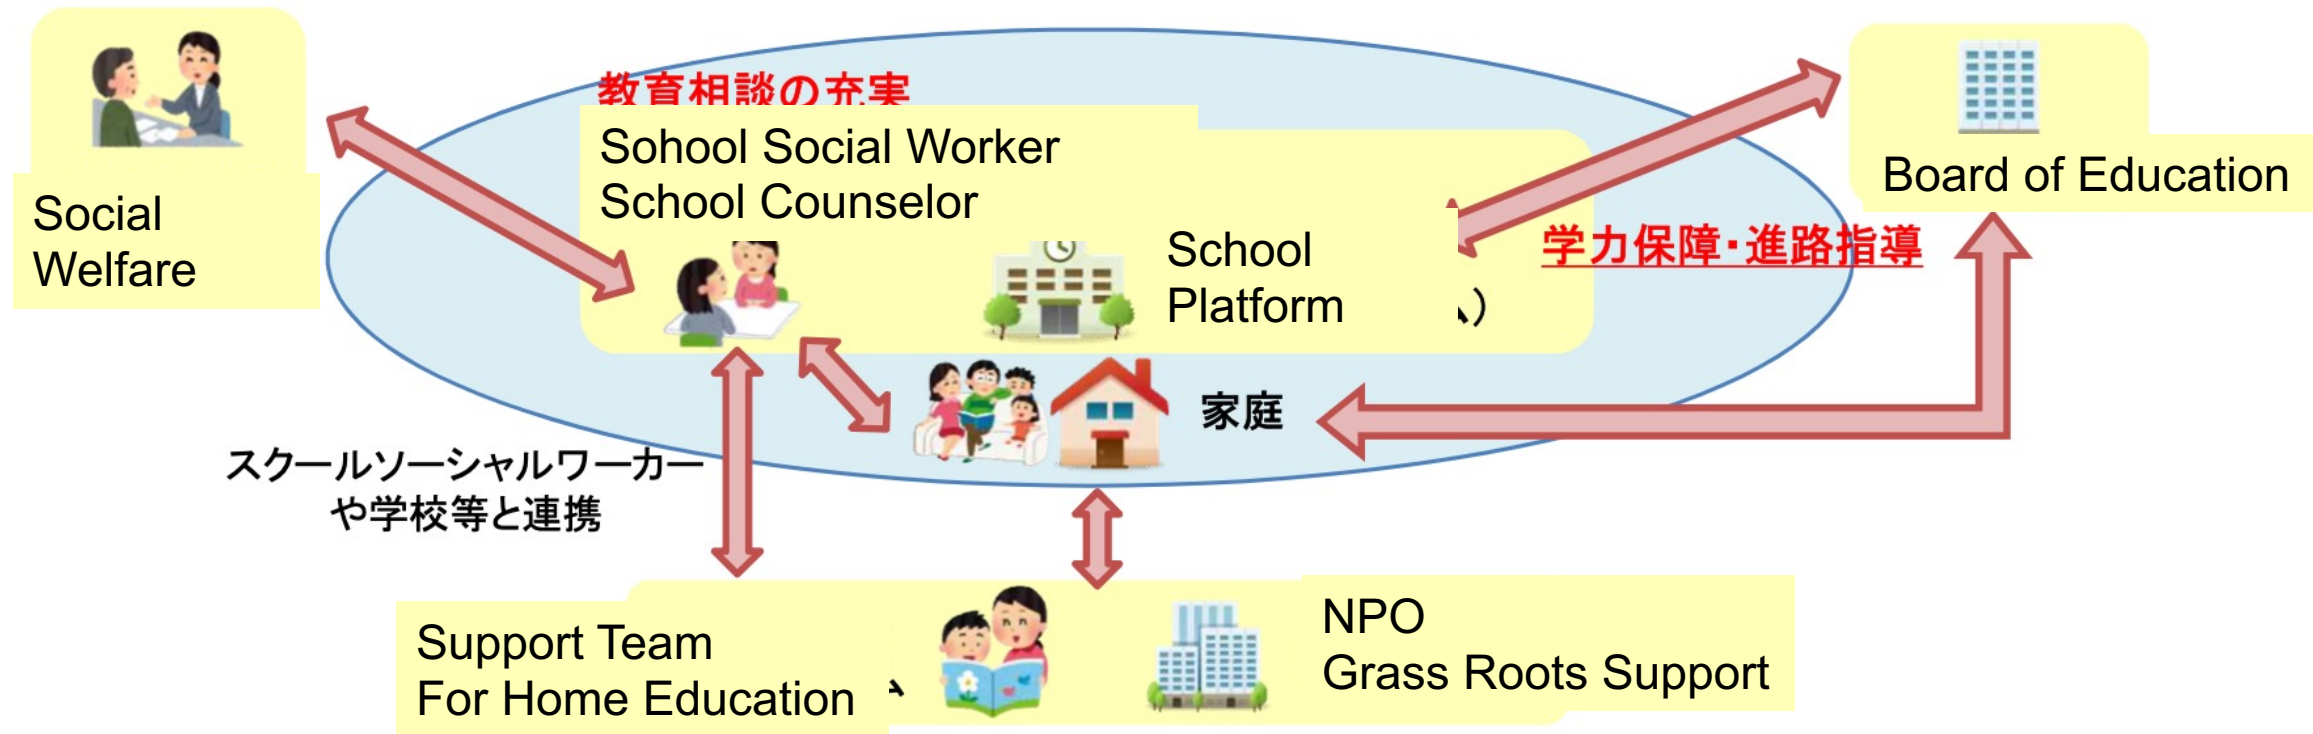 教育相談の充実
Sohool Social Worker
School Counselor
Social
Welfare
Board of Education
School
Platform
ム）
学力保障・進路指導
家庭
スクールソーシャルワーカー
や学校等と連携
Support Team
For Home Education
NPO
Grass Roots Support